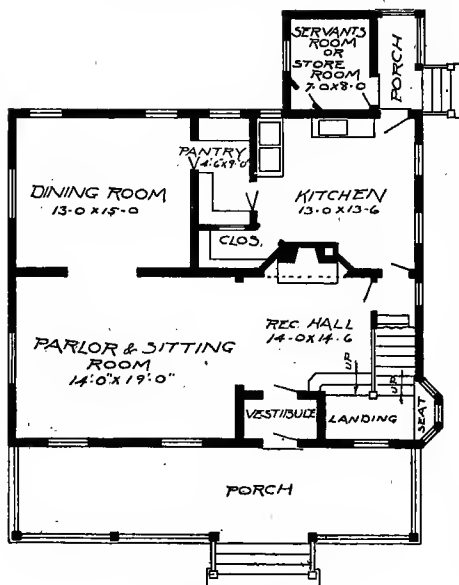 SERVANTS
ROOM
OR
STORE
ROOM
7-0X8-0
PORCH
PANTRY
4'-6"X9'-0"
DINING ROOM
13-0 X 15-0
KITCHEN
13-0 X 13-6
CLOS.
REC. HALL
14-0 X 14-6
PARLOR & SITTING
ROOM
14'0" X 19'0"
UP
UP
VESTIBULE
LANDING
SEAT
PORCH